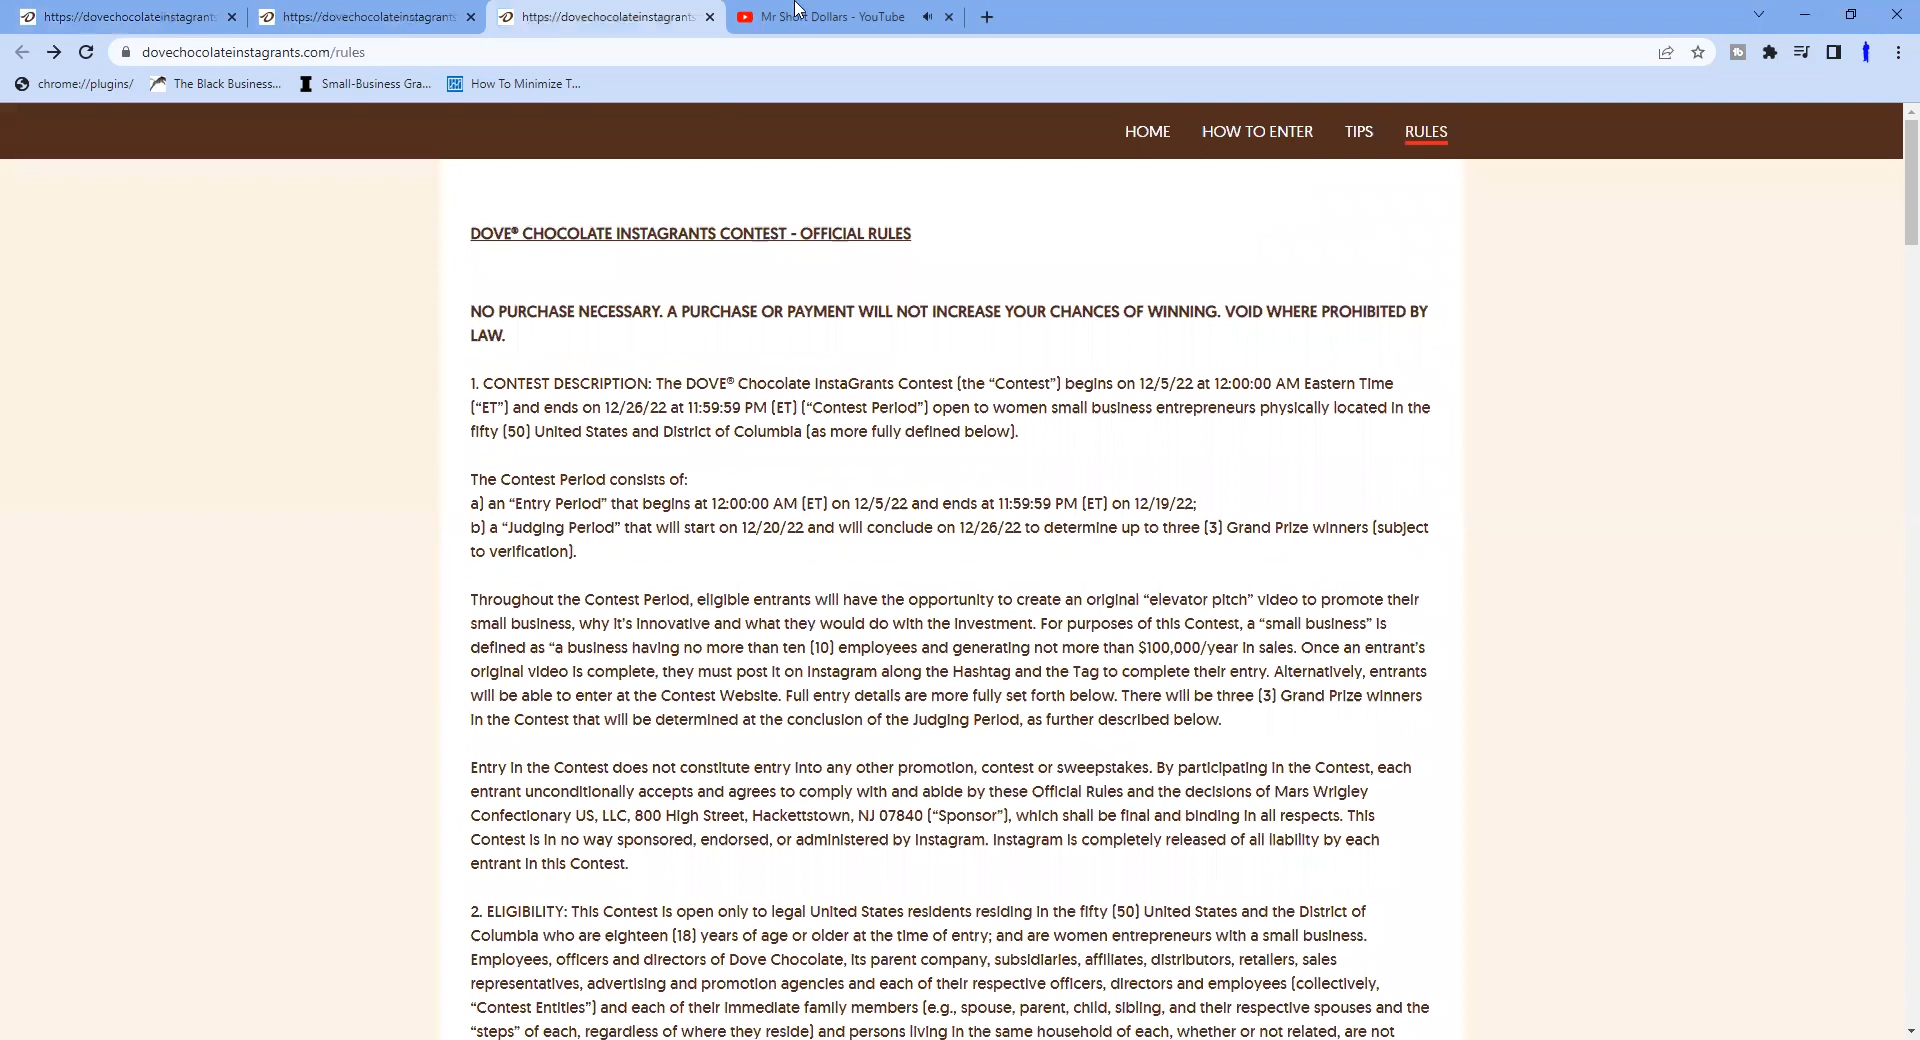 https://dovechocolateinstagrants https://dovechocolateinstagrants https://dovechocolateinstagrants Mr Short Dollars - YouTube
dovechocolateinstagrants.com/rules
chrome://plugins/ The Black Business... Small-Business Gra... How To Minimize T...
HOME HOW TO ENTER TIPS RULES
DOVE® CHOCOLATE INSTAGRANTS CONTEST - OFFICIAL RULES
NO PURCHASE NECESSARY. A PURCHASE OR PAYMENT WILL NOT INCREASE YOUR CHANCES OF WINNING. VOID WHERE PROHIBITED BY
LAW.
1. CONTEST DESCRIPTION: The DOVE® Chocolate InstaGrants Contest (the “Contest”) begins on 12/5/22 at 12:00:00 AM Eastern Time
(“ET”) and ends on 12/26/22 at 11:59:59 PM (ET) (“Contest Period”) open to women small business entrepreneurs physically located in the
fifty (50) United States and District of Columbia (as more fully defined below).
The Contest Period consists of:
a) an “Entry Period” that begins at 12:00:00 AM (ET) on 12/5/22 and ends at 11:59:59 PM (ET) on 12/19/22;
b) a “Judging Period” that will start on 12/20/22 and will conclude on 12/26/22 to determine up to three (3) Grand Prize winners (subject
to verification).
Throughout the Contest Period, eligible entrants will have the opportunity to create an original “elevator pitch” video to promote their
small business, why it’s innovative and what they would do with the investment. For purposes of this Contest, a “small business” is
defined as “a business having no more than ten (10) employees and generating not more than $100,000/year in sales. Once an entrant’s
original video is complete, they must post it on Instagram along the Hashtag and the Tag to complete their entry. Alternatively, entrants
will be able to enter at the Contest Website. Full entry details are more fully set forth below. There will be three (3) Grand Prize winners
in the Contest that will be determined at the conclusion of the Judging Period, as further described below.
Entry in the Contest does not constitute entry into any other promotion, contest or sweepstakes. By participating in the Contest, each
entrant unconditionally accepts and agrees to comply with and abide by these Official Rules and the decisions of Mars Wrigley
Confectionary US, LLC, 800 High Street, Hackettstown, NJ 07840 (“Sponsor”), which shall be final and binding in all respects. This
Contest is in no way sponsored, endorsed, or administered by Instagram. Instagram is completely released of all liability by each
entrant in this Contest.
2. ELIGIBILITY: This Contest is open only to legal United States residents residing in the fifty (50) United States and the District of
Columbia who are eighteen (18) years of age or older at the time of entry; and are women entrepreneurs with a small business.
Employees, officers and directors of Dove Chocolate, its parent company, subsidiaries, affiliates, distributors, retailers, sales
representatives, advertising and promotion agencies and each of their respective officers, directors and employees (collectively,
“Contest Entities”) and each of their immediate family members (e.g., spouse, parent, child, sibling, and their respective spouses and the
“steps” of each, regardless of where they reside) and persons living in the same household of each, whether or not related, are not